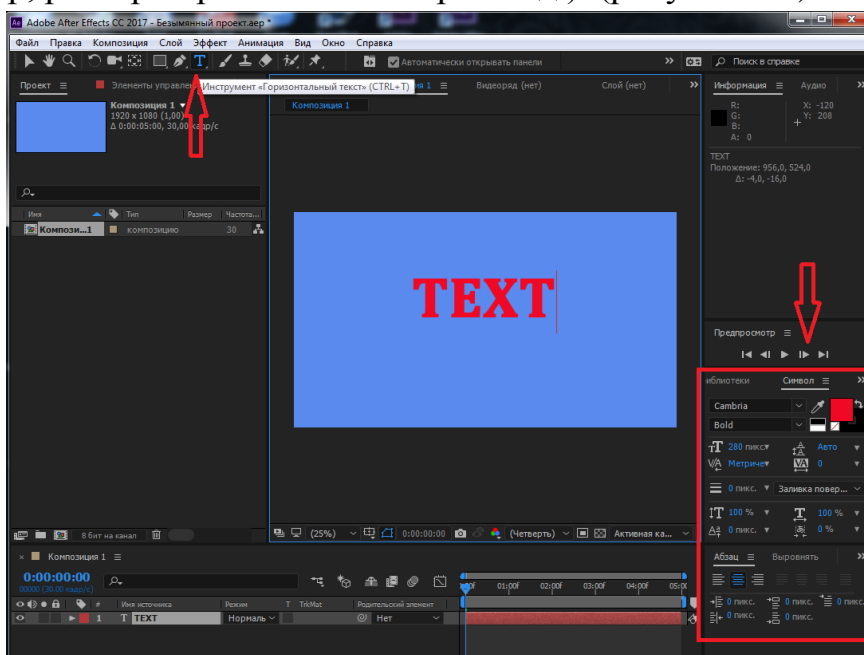 Adobe After Effects CC 2017 - Безымянный проект.aep *
Файл Правка Композиция Слой Эффект Анимация Вид Окно Справка
Автоматически открывать панели
Поиск в справке
Проект
Элементы управлен
Инструмент «Горизонтальный текст» (CTRL+T)
Видеоряд (нет)
Слой (нет)
Информация
Аудио
Композиция 1
1920 x 1080 (1,00)
Δ 0:00:05:00, 30,00 кадр/с
Композиция 1
R:
G:
B:
A: 0
X: -120
Y: 208
TEXT
Положение: 956,0, 524,0
Δ: -4,0, -16,0
Имя
Тип
Размер
Частота...
Компози...1
композицию
30
TEXT
Предпросмотр
иблиотеки
Символ
Cambria
Bold
280 пикс.
Авто
Метриче
0
0 пикс.
Заливка повер...
100 %
100 %
0 пикс.
0 %
8 бит на канал
(25%)
0:00:00:00
(Четверть)
Активная ка...
Абзац
Выровнять
0 пикс.
0 пикс.
0 пикс.
0 пикс.
0 пикс.
Композиция 1
0:00:00:00
00000 (30.00 кадр/с)
01:00f
02:00f
03:00f
04:00f
05:0(
#
Имя источника
Режим
T TrkMat
Родительский элемент
1
T TEXT
Нормаль
Нет